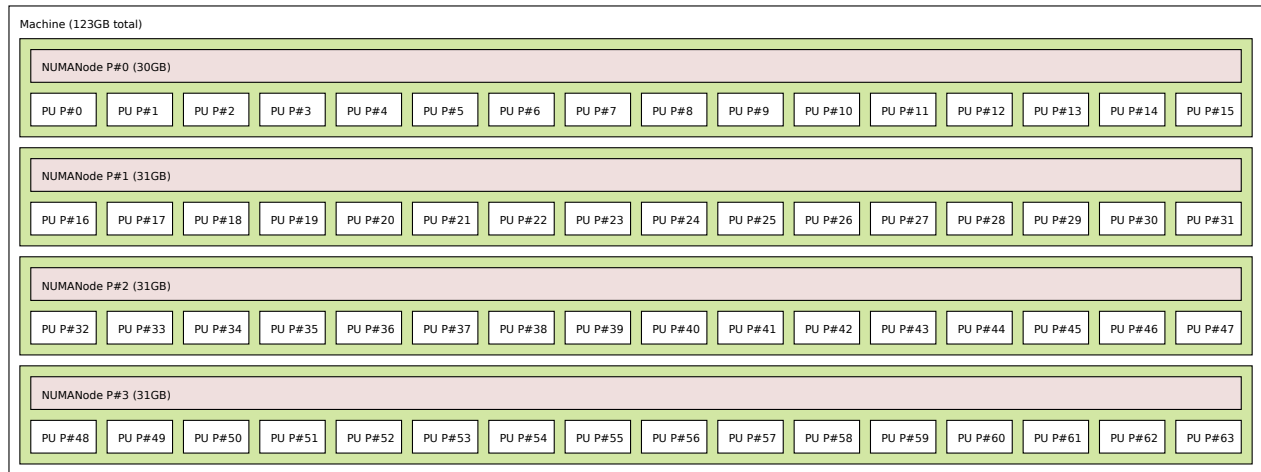 Machine (123GB total)
NUMANode P#0 (30GB)
PU P#0 PU P#1 PU P#2 PU P#3 PU P#4 PU P#5 PU P#6 PU P#7 PU P#8 PU P#9 PU P#10 PU P#11 PU P#12 PU P#13 PU P#14 PU P#15
NUMANode P#1 (31GB)
PU P#16 PU P#17 PU P#18 PU P#19 PU P#20 PU P#21 PU P#22 PU P#23 PU P#24 PU P#25 PU P#26 PU P#27 PU P#28 PU P#29 PU P#30 PU P#31
NUMANode P#2 (31GB)
PU P#32 PU P#33 PU P#34 PU P#35 PU P#36 PU P#37 PU P#38 PU P#39 PU P#40 PU P#41 PU P#42 PU P#43 PU P#44 PU P#45 PU P#46 PU P#47
NUMANode P#3 (31GB)
PU P#48 PU P#49 PU P#50 PU P#51 PU P#52 PU P#53 PU P#54 PU P#55 PU P#56 PU P#57 PU P#58 PU P#59 PU P#60 PU P#61 PU P#62 PU P#63